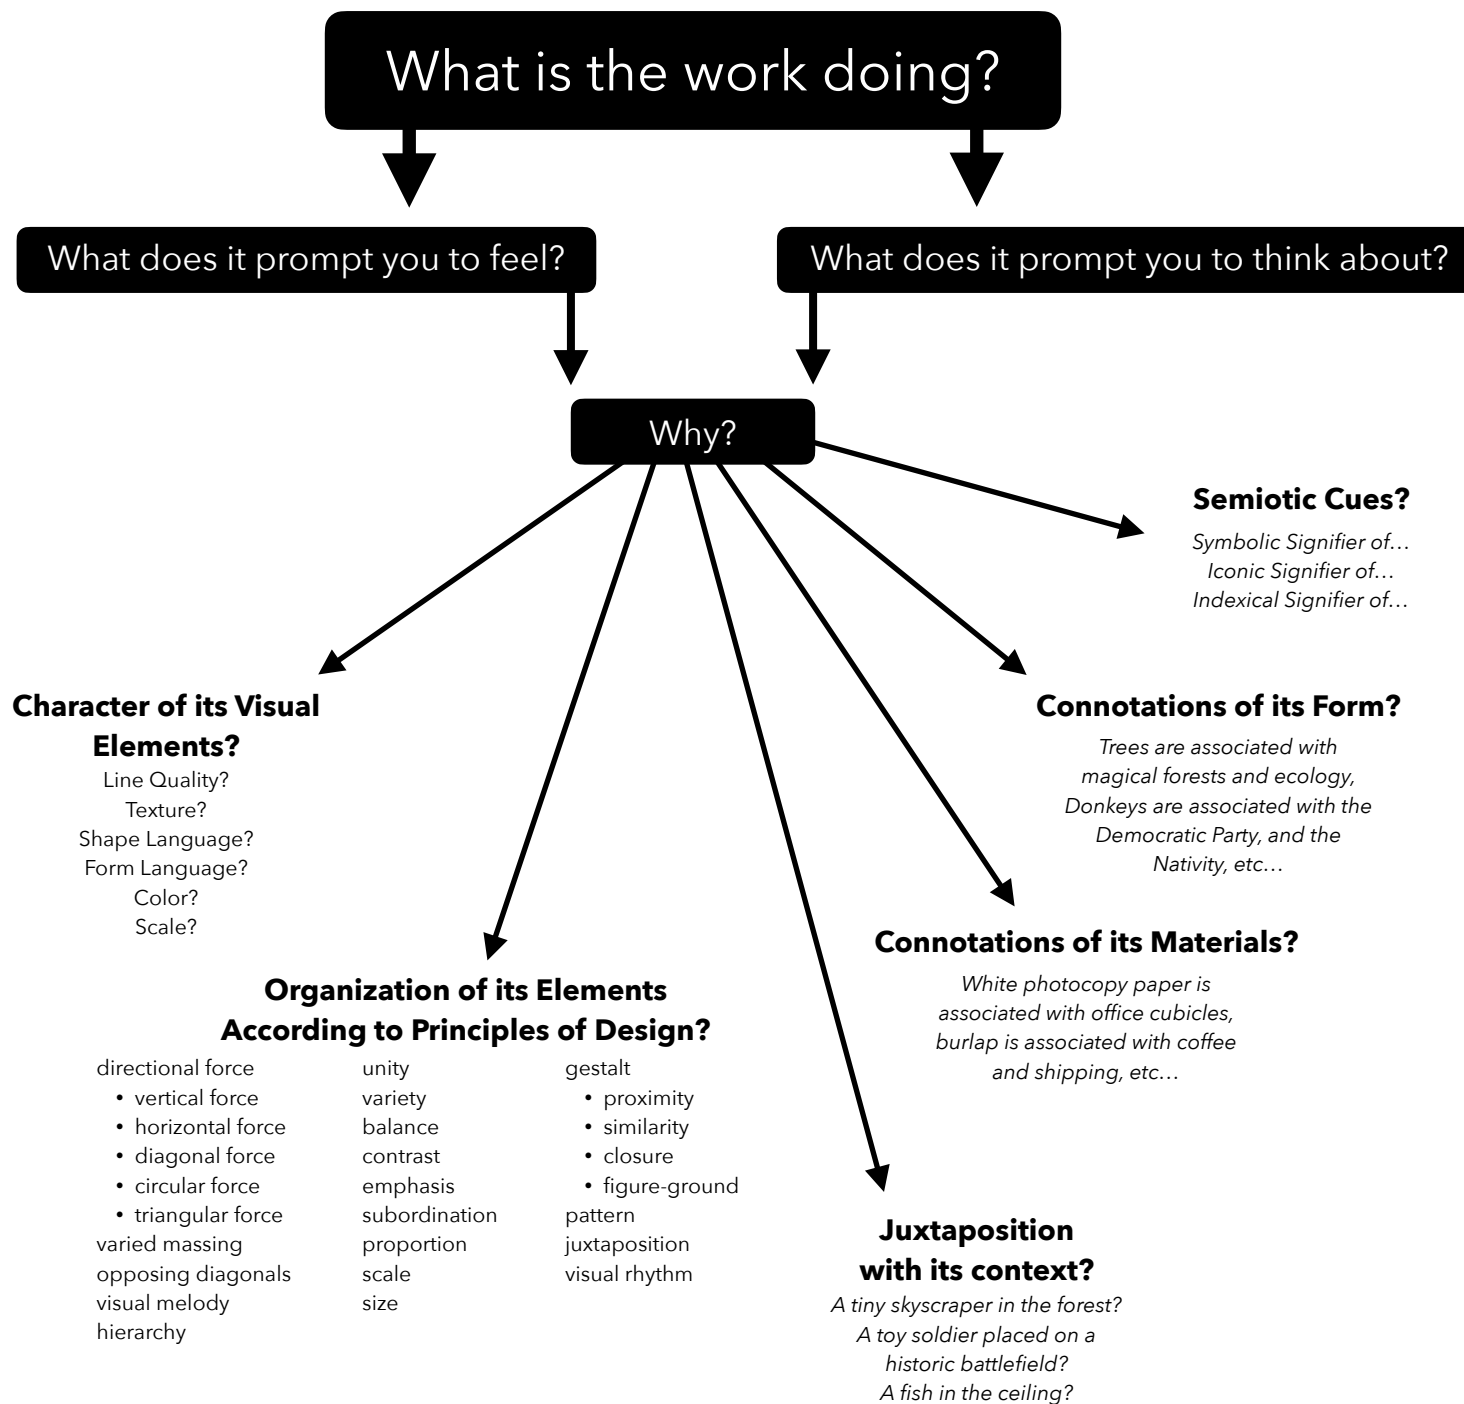 What is the work doing?
What does it prompt you to feel?
What does it prompt you to think about?
Why?
Semiotic Cues?
Symbolic Signifier of…
Iconic Signifier of…
Indexical Signifier of…
Character of its Visual
Elements?
Line Quality?
Texture?
Shape Language?
Form Language?
Color?
Scale?
Connotations of its Form?
Trees are associated with
magical forests and ecology,
Donkeys are associated with the
Democratic Party, and the
Nativity, etc…
Connotations of its Materials?
White photocopy paper is
associated with office cubicles,
burlap is associated with coffee
and shipping, etc…
Organization of its Elements
According to Principles of Design?
directional force
• vertical force
• horizontal force
• diagonal force
• circular force
• triangular force
varied massing
opposing diagonals
visual melody
hierarchy
unity
variety
balance
contrast
emphasis
subordination
proportion
scale
size
gestalt
• proximity
• similarity
• closure
• figure-ground
pattern
juxtaposition
visual rhythm
Juxtaposition
with its context?
A tiny skyscraper in the forest?
A toy soldier placed on a
historic battlefield?
A fish in the ceiling?